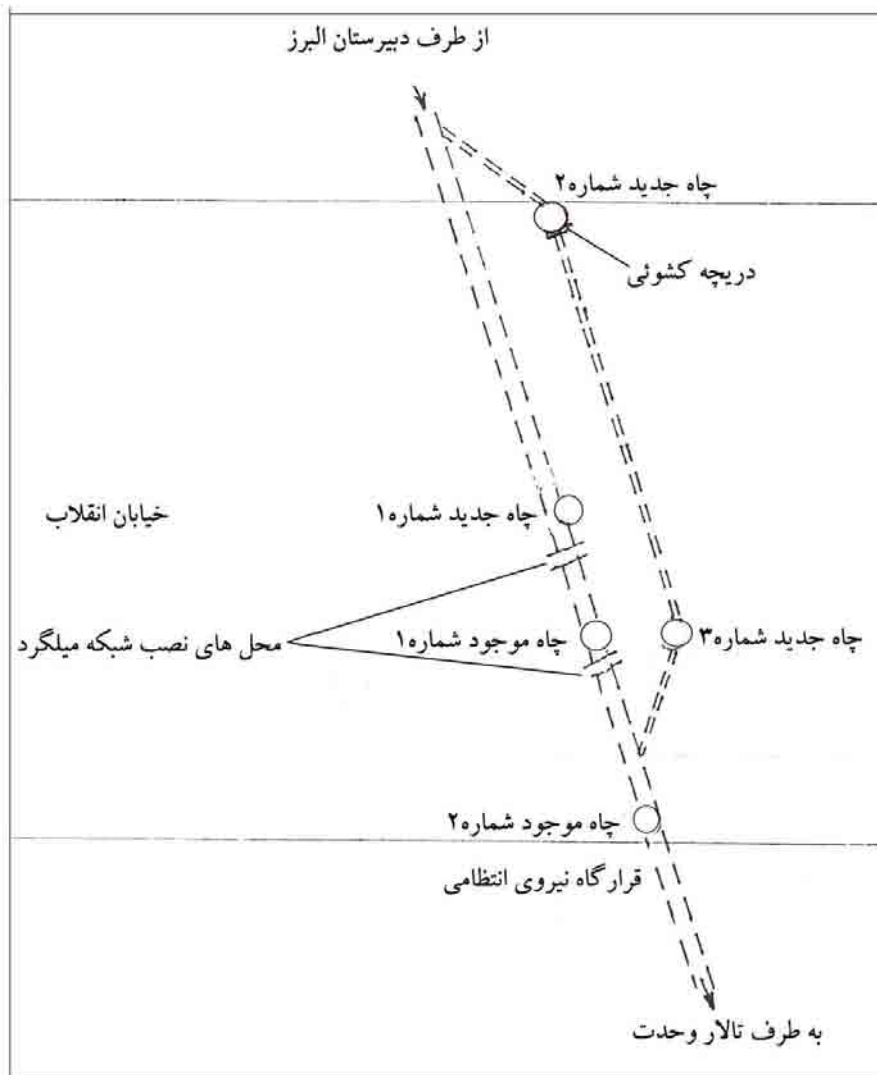 از طرف دبیرستان البرز
چاه جدید شماره۲
دریچه کشوئی
چاه جدید شماره۱
خیابان انقلاب
چاه جدید شماره۳
چاه موجود شماره۱
محل های نصب شبکه میلگرد
چاه موجود شماره۲
قرارگاه نیروی انتظامی
به طرف تالار وحدت